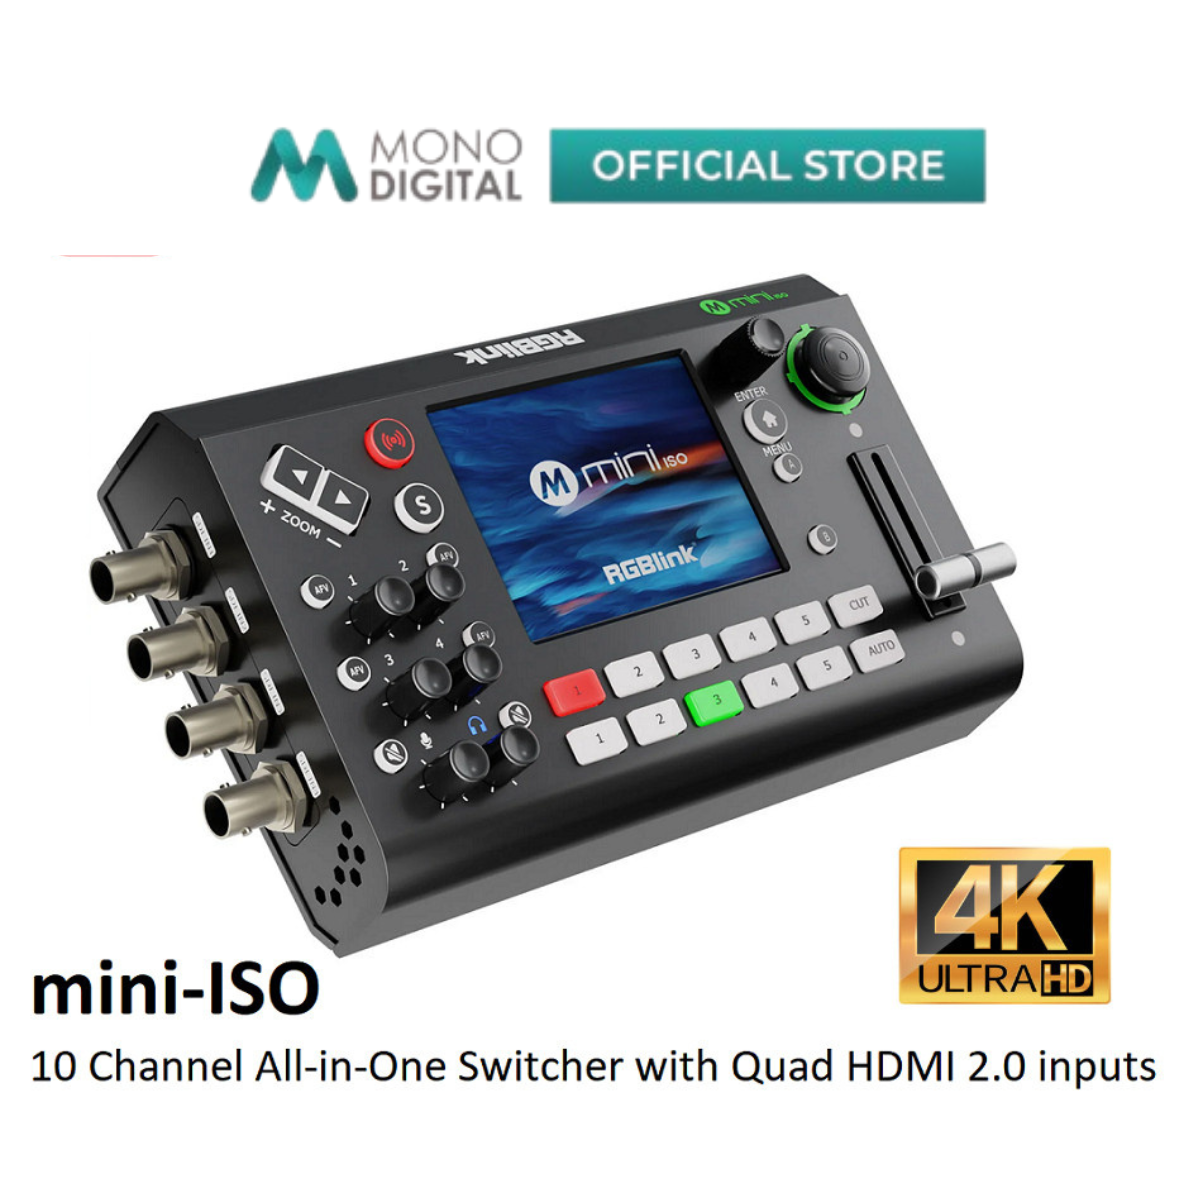 MONO
DIGITAL
OFFICIAL STORE
M mini ISO
RGBlink
ENTER
MENU
A
B
S
+ ZOOM −
M mini ISO
RGBlink
1 2
AFV
AFV
3 4
AFV
AFV
1 2 3 4 5 CUT
1 2 3 4 5 AUTO
4K
ULTRA HD
mini-ISO
10 Channel All-in-One Switcher with Quad HDMI 2.0 inputs